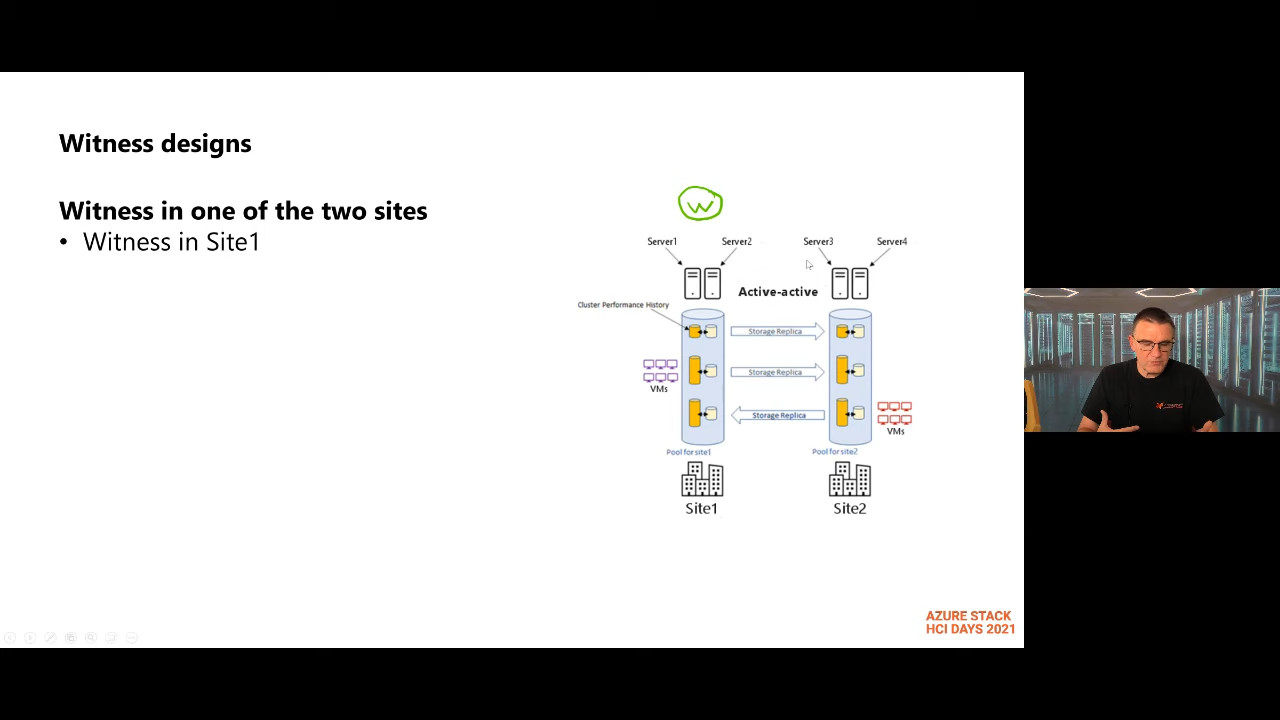 Witness designs
Witness in one of the two sites
• Witness in Site1
W
Server1
Server2
Server3
Server4
Active-active
Cluster Performance History
Storage Replica
Storage Replica
VMs
Storage Replica
VMs
Pool for site1
Pool for site2
Site1
Site2
AZURE STACK
HCI DAYS 2021